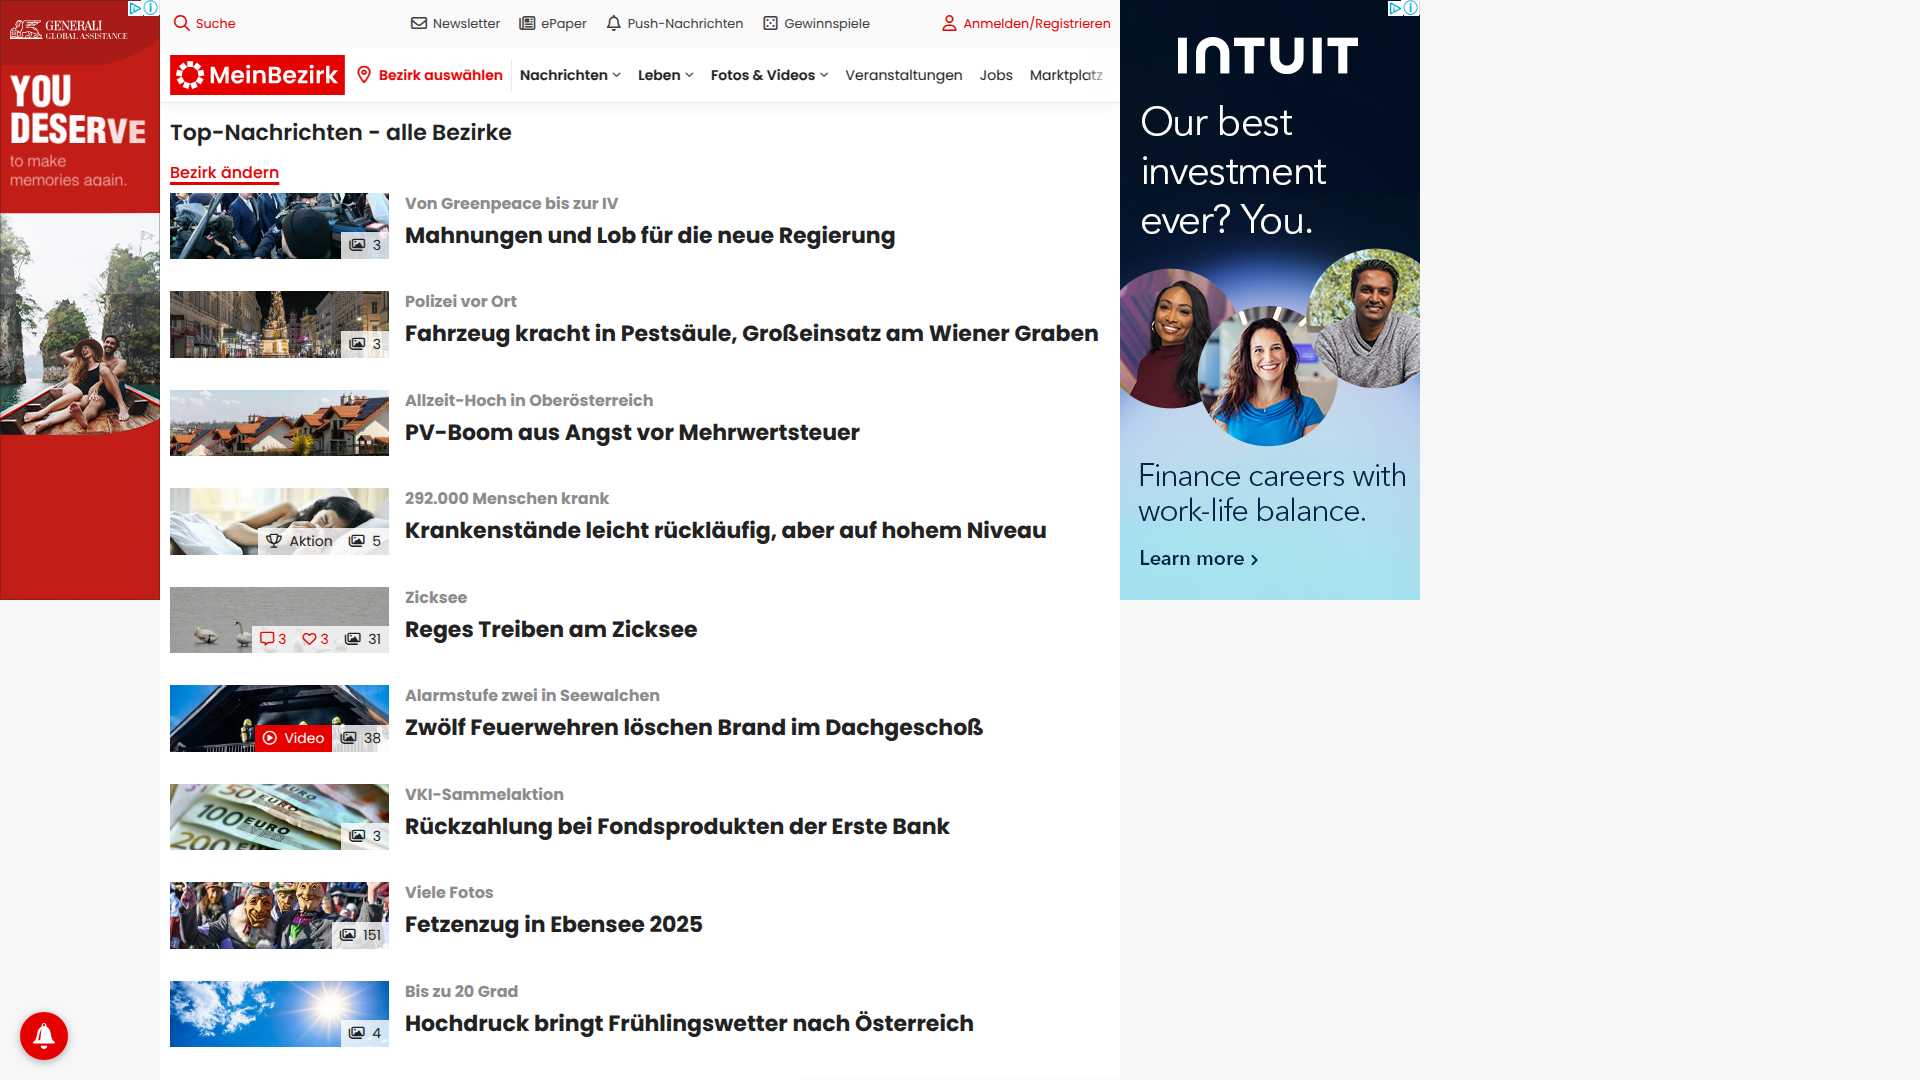 GENERALI
GLOBAL ASSISTANCE
YOU
DESERVE
to make
memories again.
Suche
Newsletter
ePaper
Push-Nachrichten
Gewinnspiele
Anmelden/Registrieren
MeinBezirk
Bezirk auswählen
Nachrichten
Leben
Fotos & Videos
Veranstaltungen
Jobs
Marktplatz
Top-Nachrichten - alle Bezirke
Bezirk ändern
3
Von Greenpeace bis zur IV
Mahnungen und Lob für die neue Regierung
3
Polizei vor Ort
Fahrzeug kracht in Pestsäule, Großeinsatz am Wiener Graben
Allzeit-Hoch in Oberösterreich
PV-Boom aus Angst vor Mehrwertsteuer
Aktion 5
292.000 Menschen krank
Krankenstände leicht rückläufig, aber auf hohem Niveau
3 3 31
Zicksee
Reges Treiben am Zicksee
Video 38
Alarmstufe zwei in Seewalchen
Zwölf Feuerwehren löschen Brand im Dachgeschoß
50 EURO
100 EURO
200
3
VKI-Sammelaktion
Rückzahlung bei Fondsprodukten der Erste Bank
151
Viele Fotos
Fetzenzug in Ebensee 2025
4
Bis zu 20 Grad
Hochdruck bringt Frühlingswetter nach Österreich
INTUIT
Our best
investment
ever? You.
Finance careers with
work-life balance.
Learn more